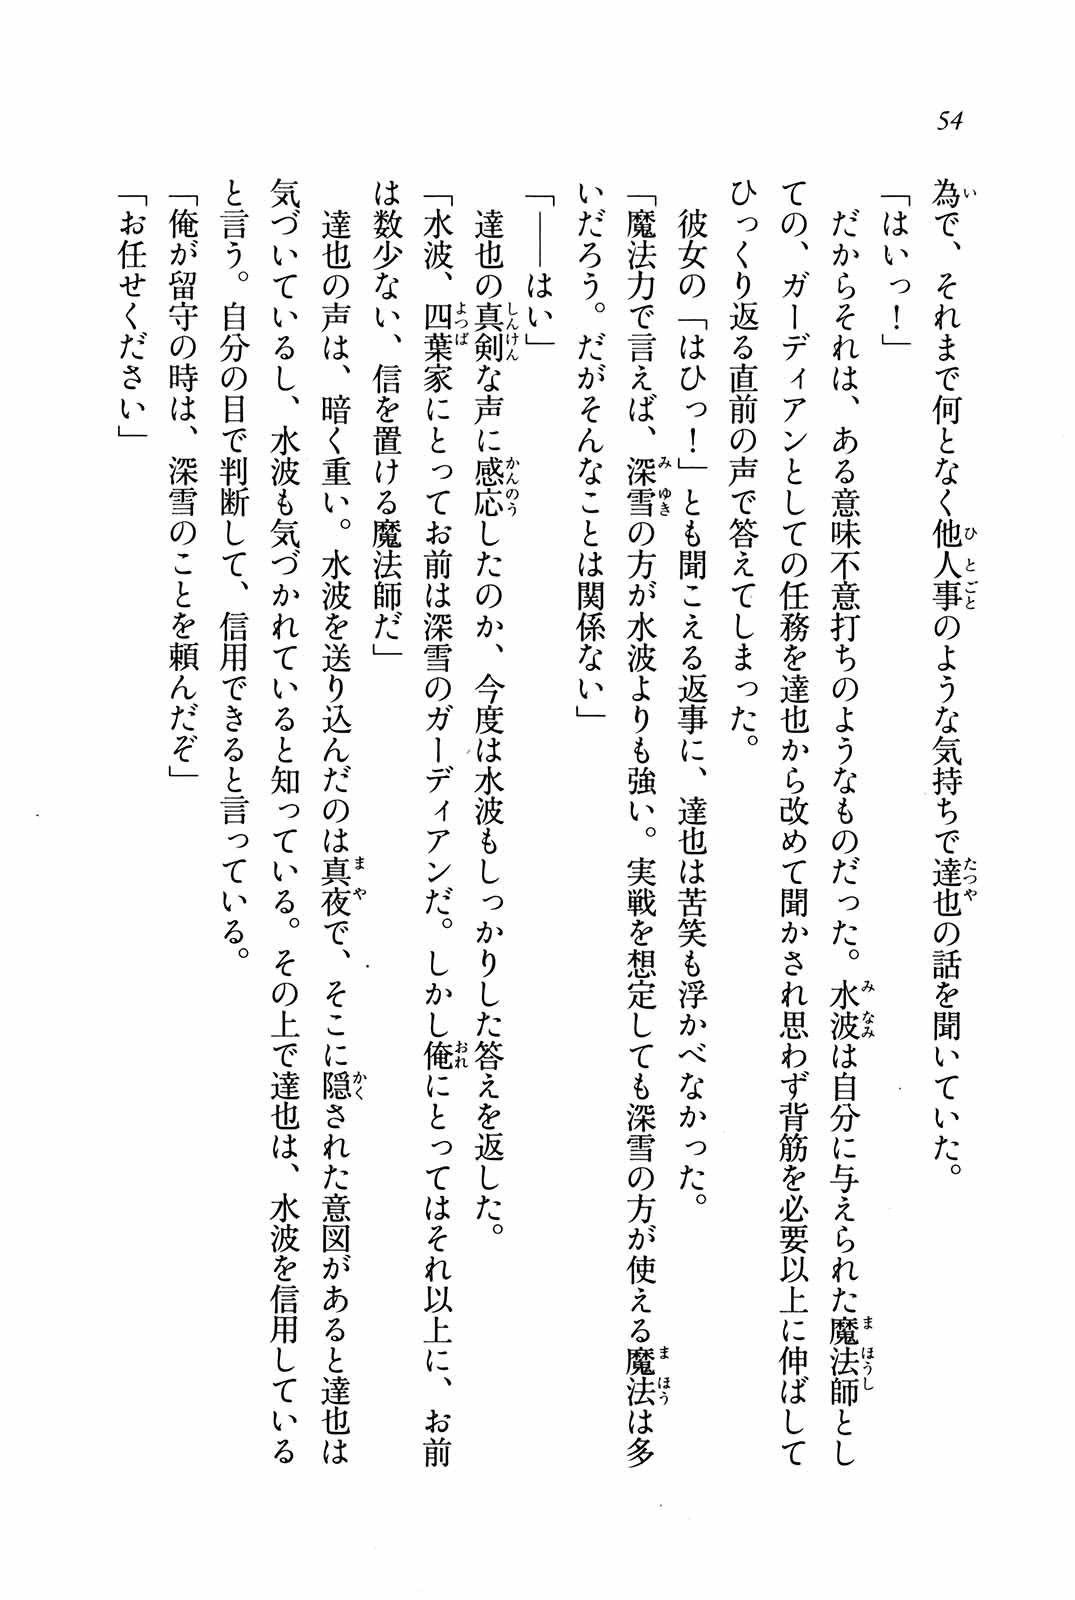 54
為で、それまで何となく他人事のような気持ちで達也の話を聞いていた。
「はいっ！」
だからそれは、ある意味不意打ちのようなものだった。水波は自分に与えられた魔法師とし
ての、ガーディアンとしての任務を達也から改めて聞かされ思わず背筋を必要以上に伸ばして
ひっくり返る直前の声で答えてしまった。
彼女の「はひっ！」とも聞こえる返事に、達也は苦笑も浮かべなかった。
「魔法力で言えば、深雪の方が水波よりも強い。実戦を想定しても深雪の方が使える魔法は多
いだろう。だがそんなことは関係ない」
「――はい」
達也の真剣な声に感応したのか、今度は水波もしっかりした答えを返した。
「水波、四葉家にとってお前は深雪のガーディアンだ。しかし俺にとってはそれ以上に、お前
は数少ない、信を置ける魔法師だ」
達也の声は、暗く重い。水波を送り込んだのは真夜で、そこに隠された意図があると達也は
気づいているし、水波も気づかれていると知っている。その上で達也は、水波を信用している
と言う。自分の目で判断して、信用できると言っている。
「俺が留守の時は、深雪のことを頼んだぞ」
「お任せください」